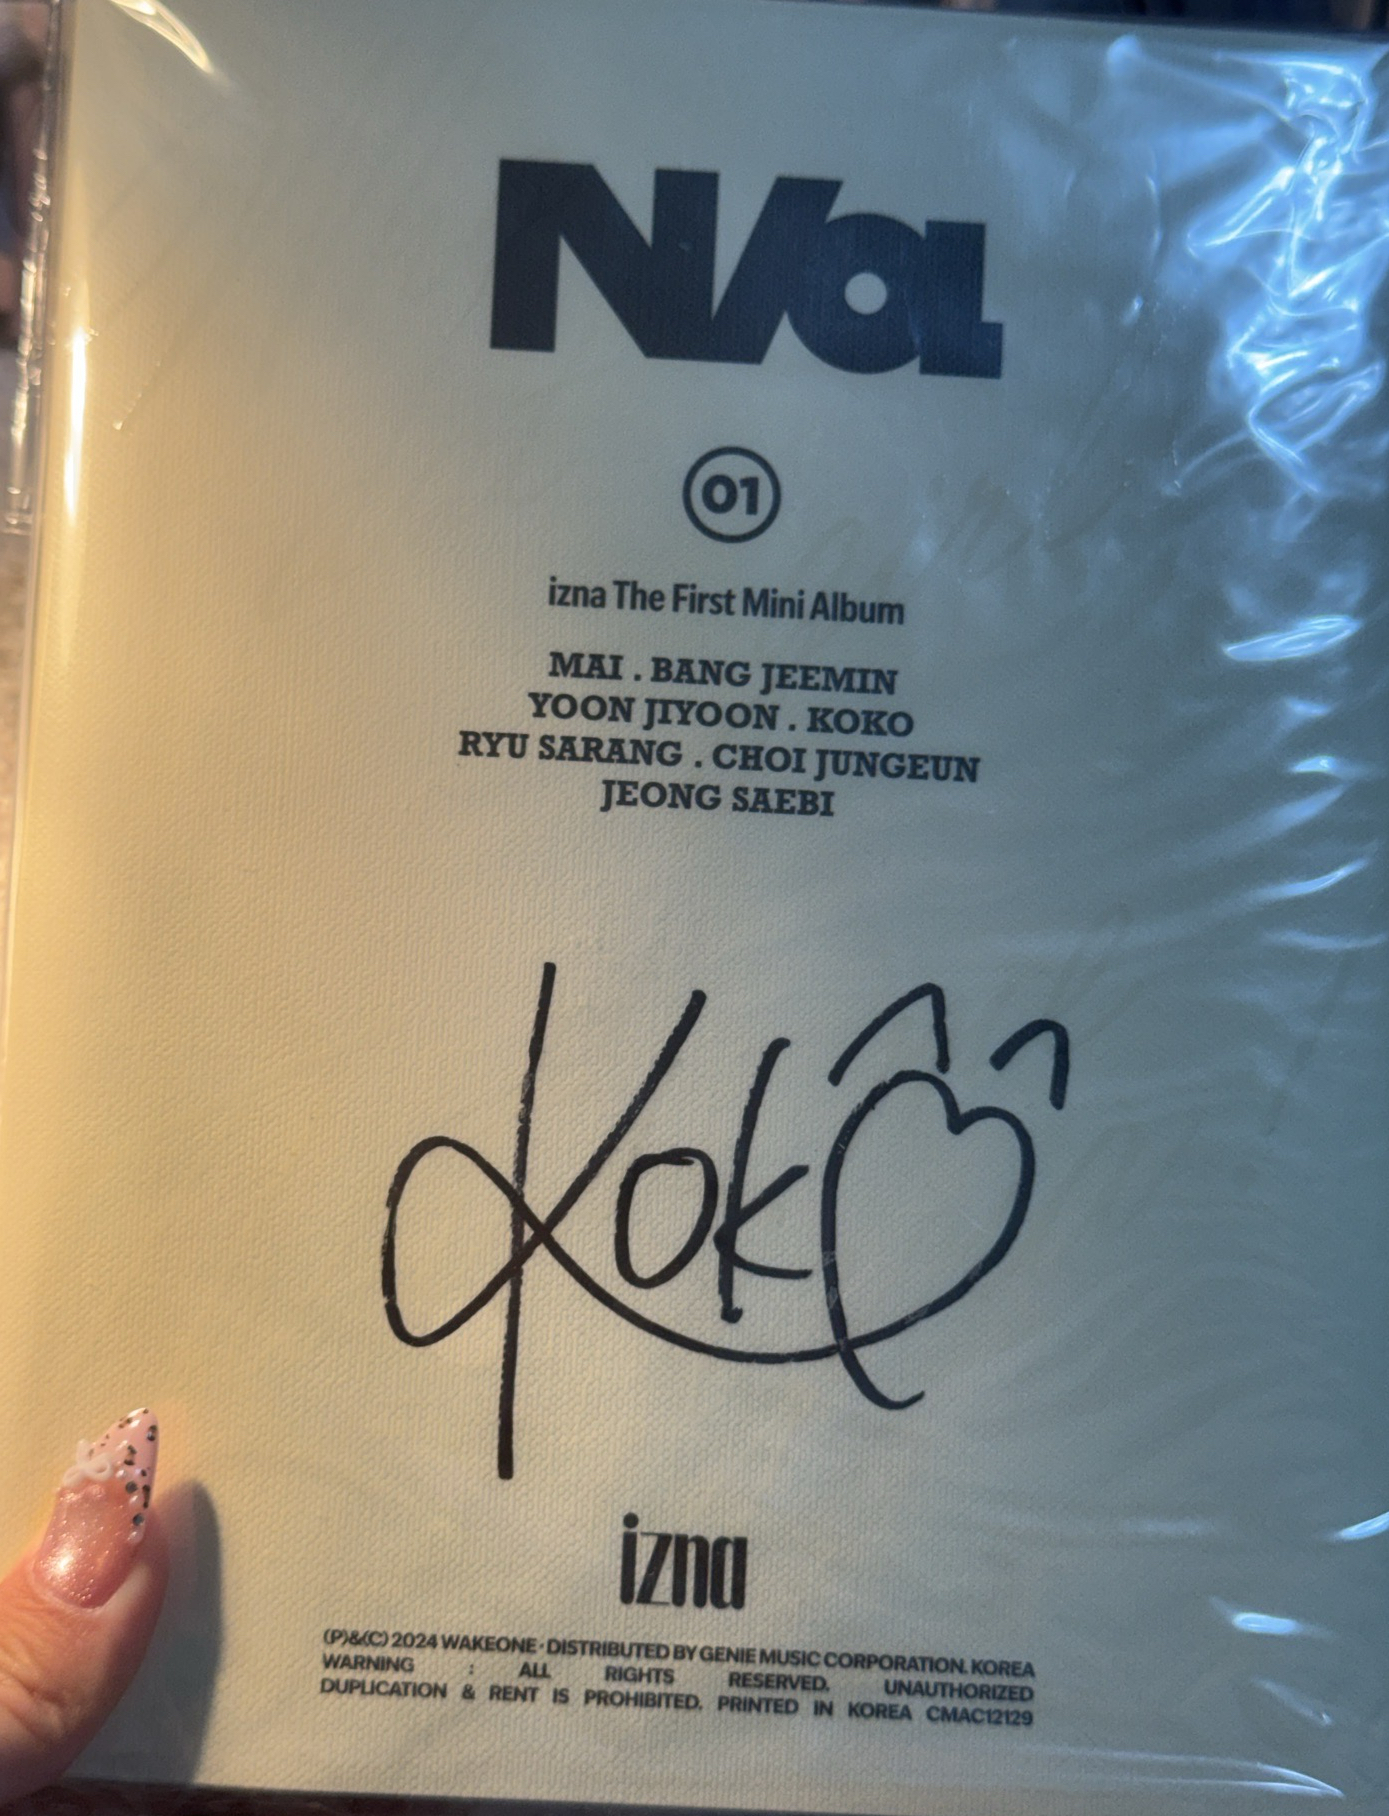 N/a
01
izna The First Mini Album
MAI . BANG JEEMIN
YOON JIYOON . KOKO
RYU SARANG . CHOI JUNGEUN
JEONG SAEBI
Koko
izna
(P)&(C) 2024 WAKEONE · DISTRIBUTED BY GENIE MUSIC CORPORATION. KOREA
WARNING : ALL RIGHTS RESERVED. UNAUTHORIZED
DUPLICATION & RENT IS PROHIBITED. PRINTED IN KOREA CMAC12129